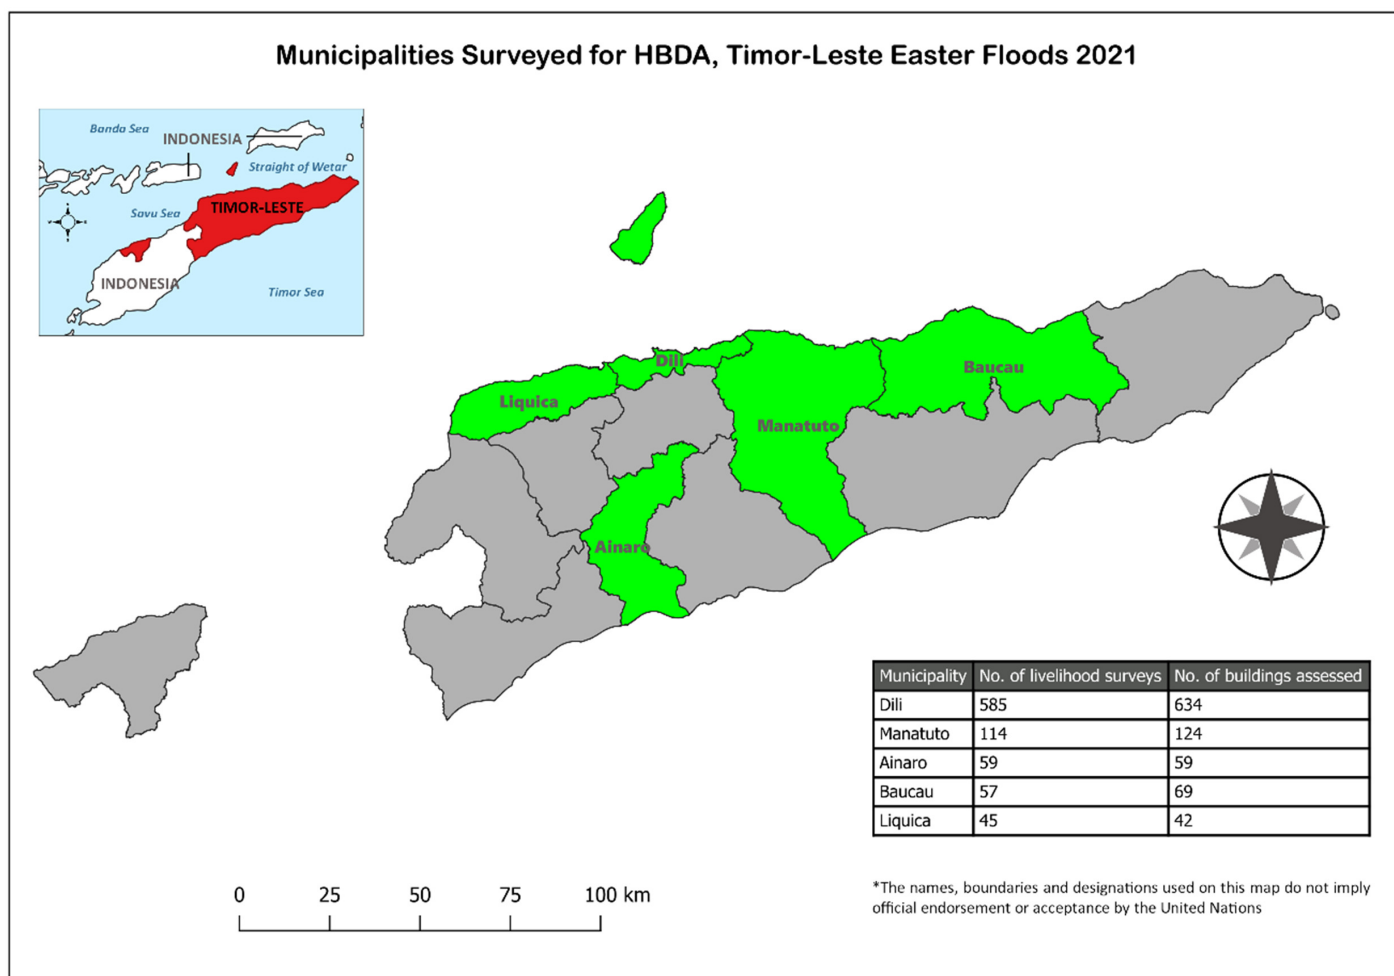 Municipalities Surveyed for HBDA, Timor-Leste Easter Floods 2021
Banda Sea
INDONESIA
Straight of Wetar
Savu Sea
TIMOR-LESTE
INDONESIA
Timor Sea
Dili
Baucau
Liquica
Manatuto
Ainaro
Municipality No. of livelihood surveys No. of buildings assessed
Dili 585 634
Manatuto 114 124
Ainaro 59 59
Baucau 57 69
Liquica 45 42
0 25 50 75 100 km
*The names, boundaries and designations used on this map do not imply
official endorsement or acceptance by the United Nations